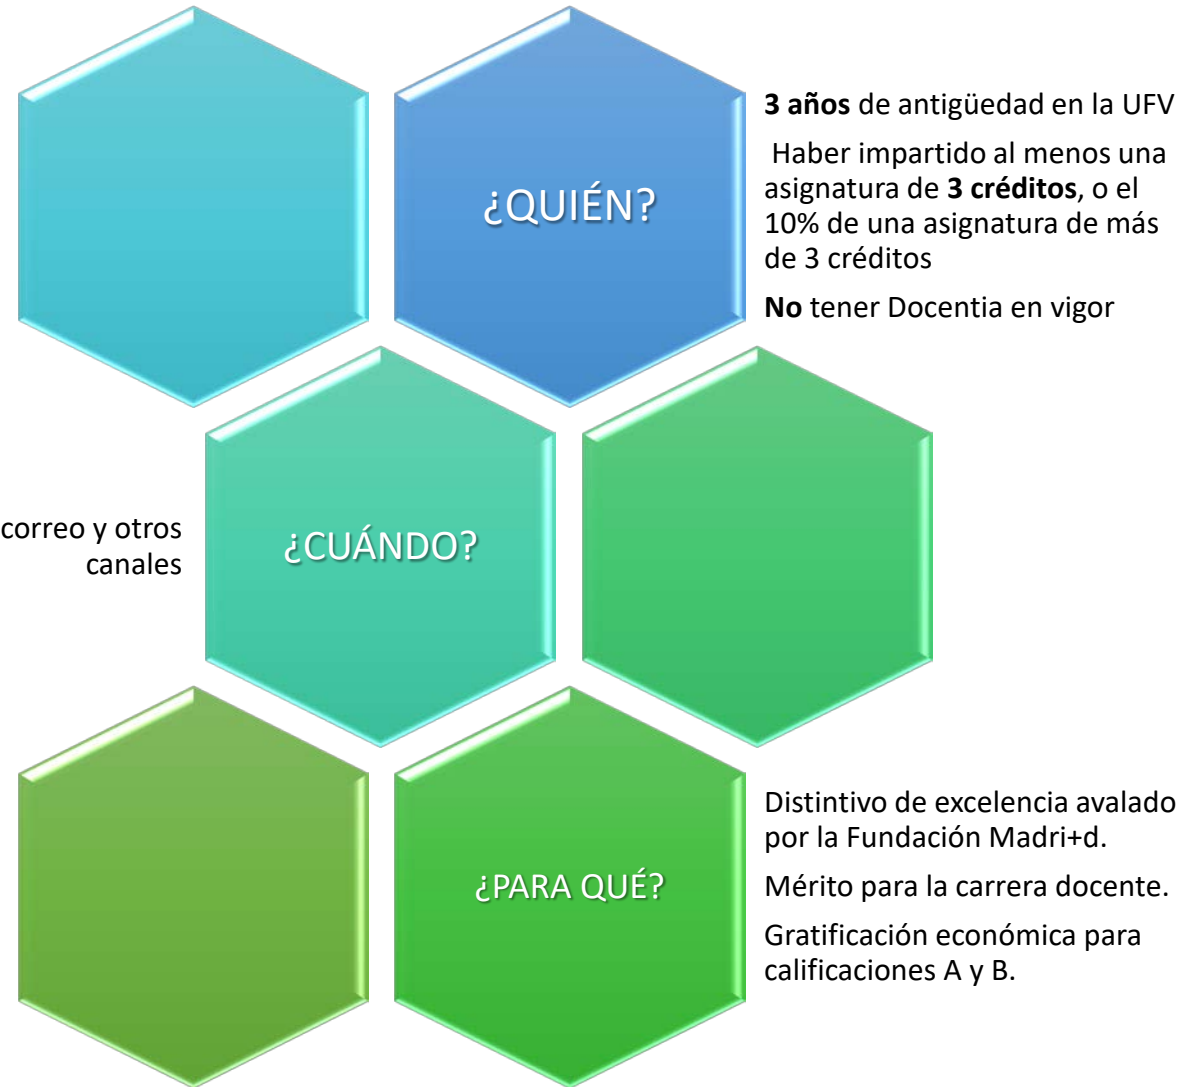 ¿QUIÉN?
3 años de antigüedad en la UFV
Haber impartido al menos una
asignatura de 3 créditos, o el
10% de una asignatura de más
de 3 créditos
No tener Docentia en vigor
correo y otros
canales
¿CUÁNDO?
¿PARA QUÉ?
Distintivo de excelencia avalado
por la Fundación Madri+d.
Mérito para la carrera docente.
Gratificación económica para
calificaciones A y B.